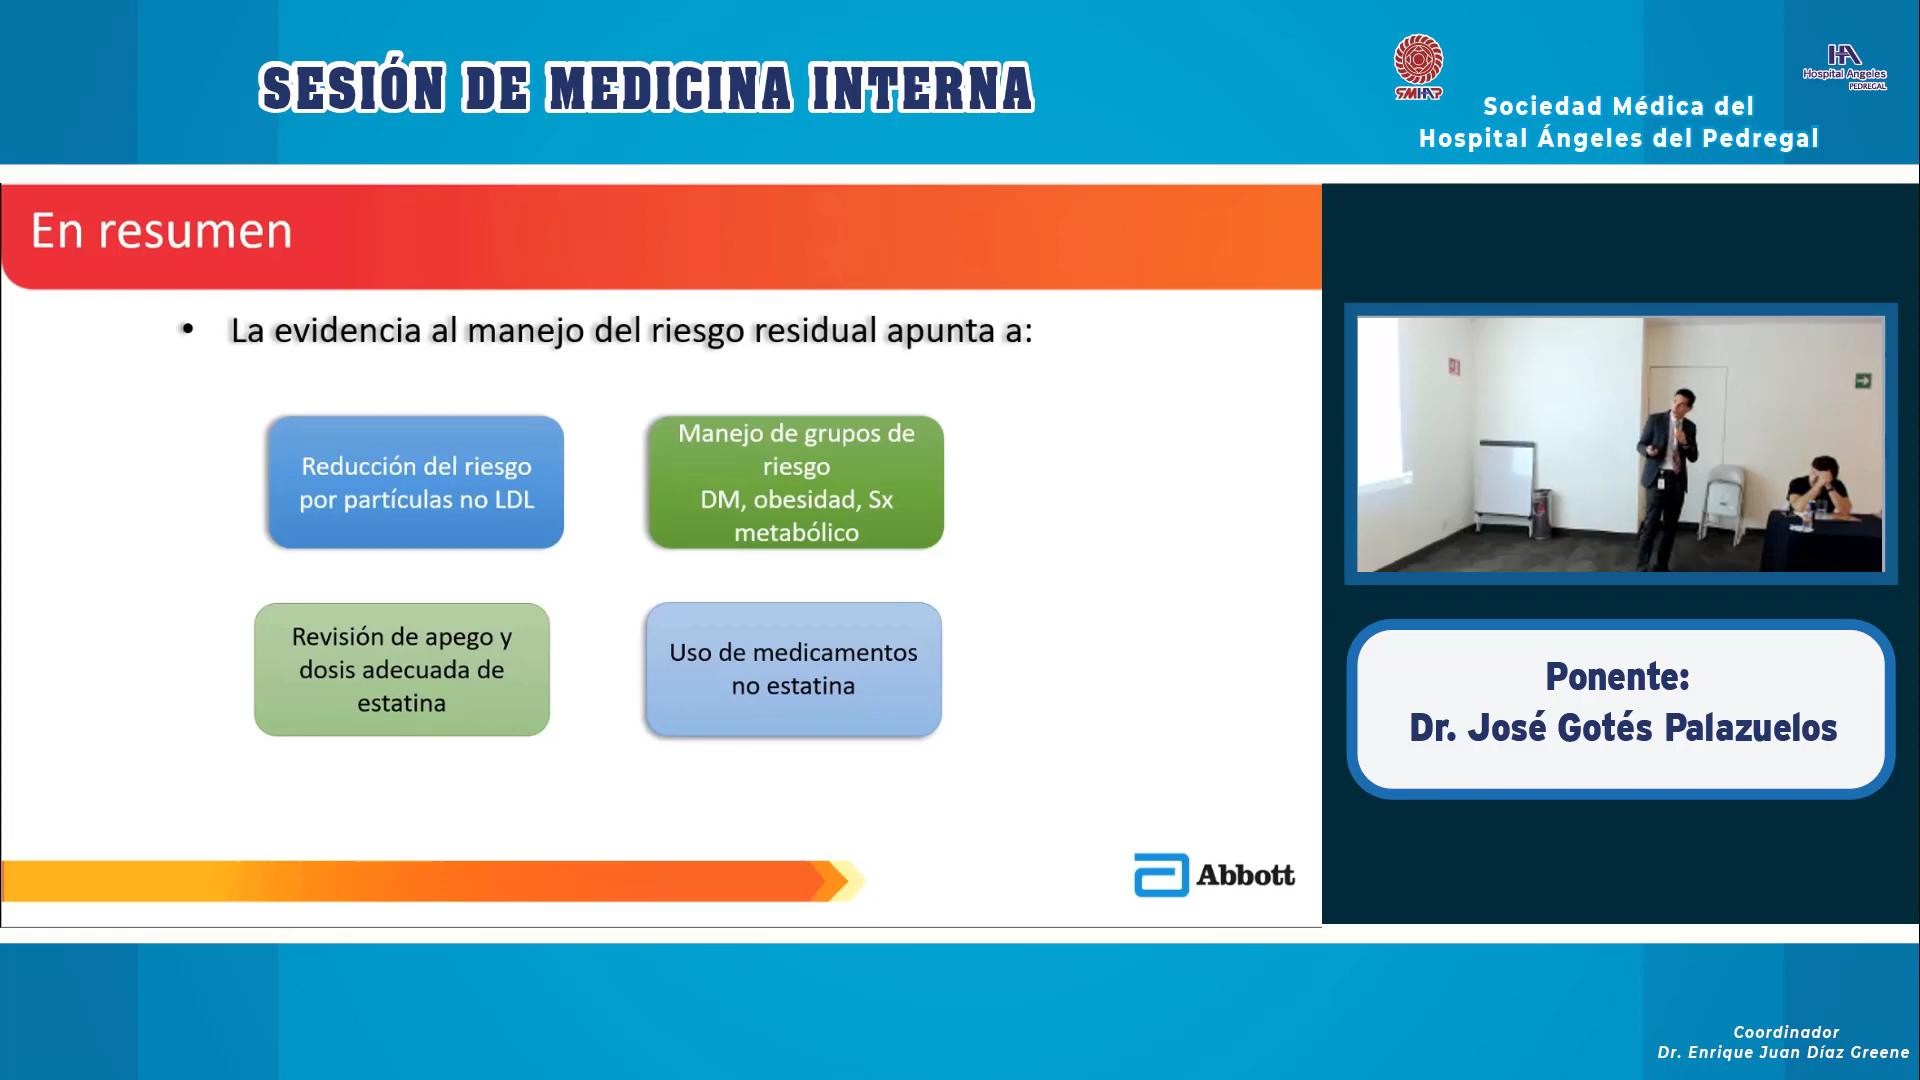 SESIÓN DE MEDICINA INTERNA
SMHAP
Hospital Angeles
PEDREGAL
Sociedad Médica del
Hospital Ángeles del Pedregal
En resumen
• La evidencia al manejo del riesgo residual apunta a:
Reducción del riesgo
por partículas no LDL
Manejo de grupos de
riesgo
DM, obesidad, Sx
metabólico
Revisión de apego y
dosis adecuada de
estatina
Uso de medicamentos
no estatina
Abbott
Ponente:
Dr. José Gotés Palazuelos
Coordinador
Dr. Enrique Juan Díaz Greene